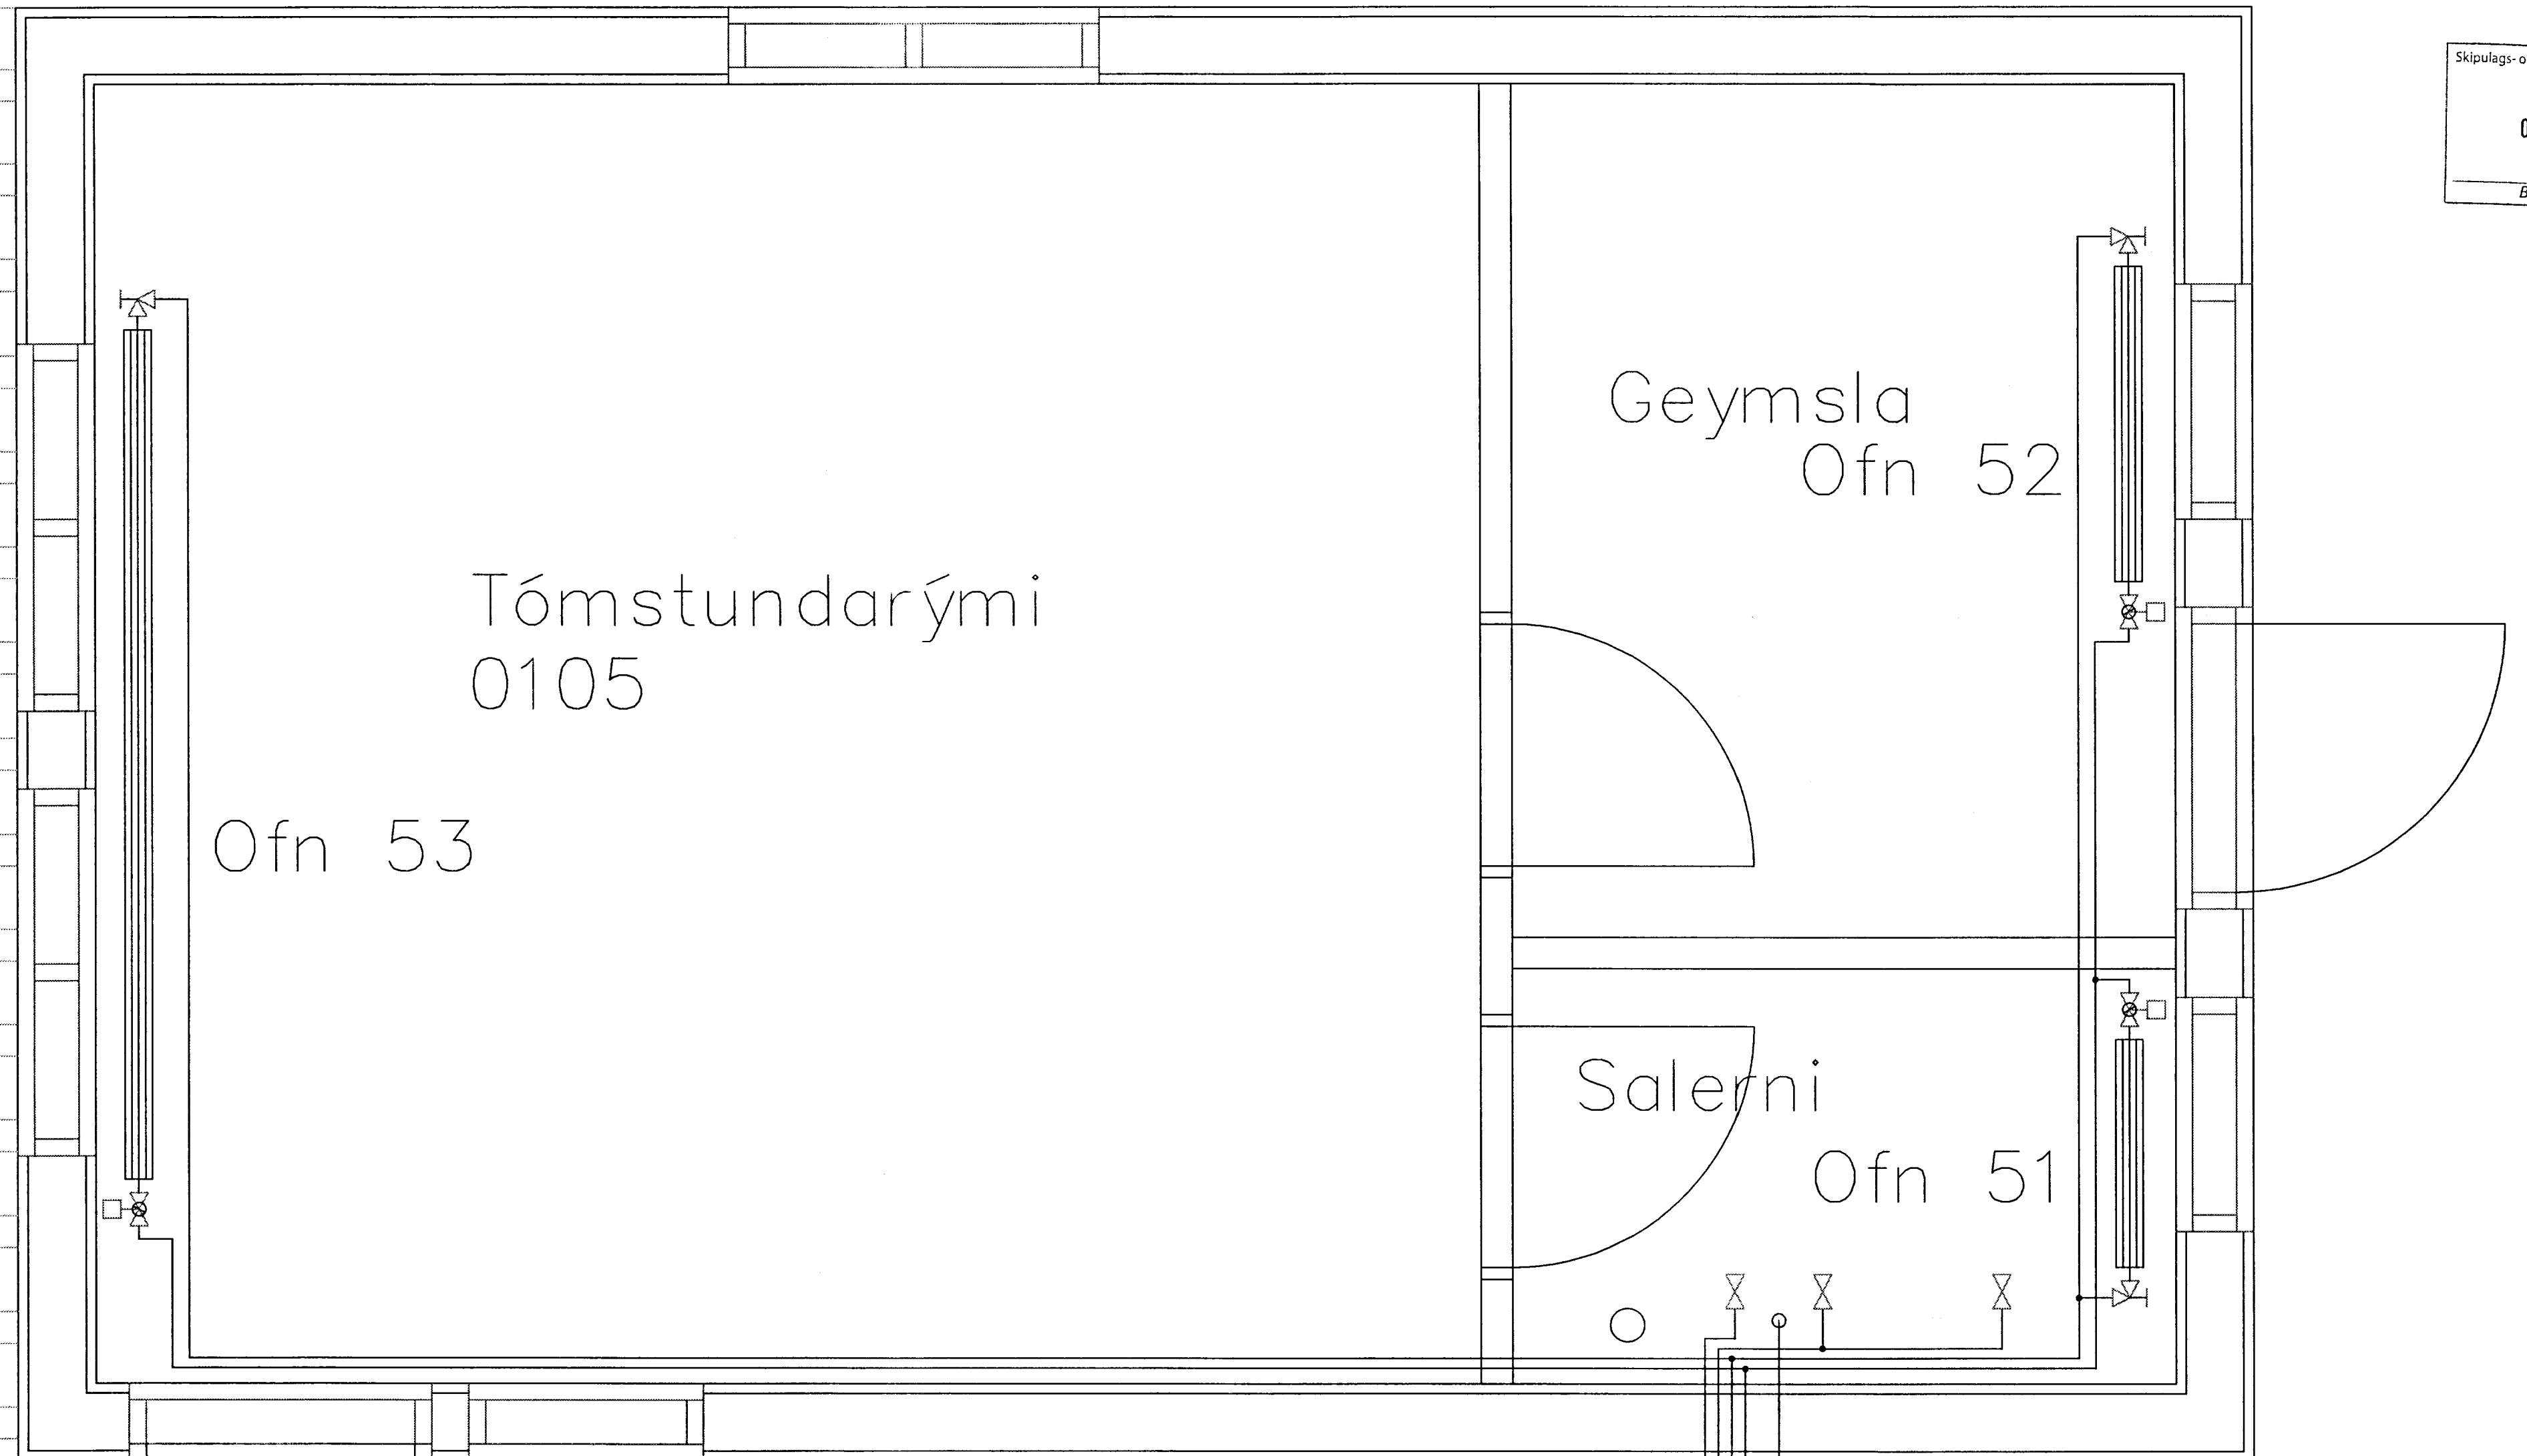 Skipulags- o
Geymsla
Ofn 52
Tómstundarými
0105
Ofn 53
Salerni
Ofn 51